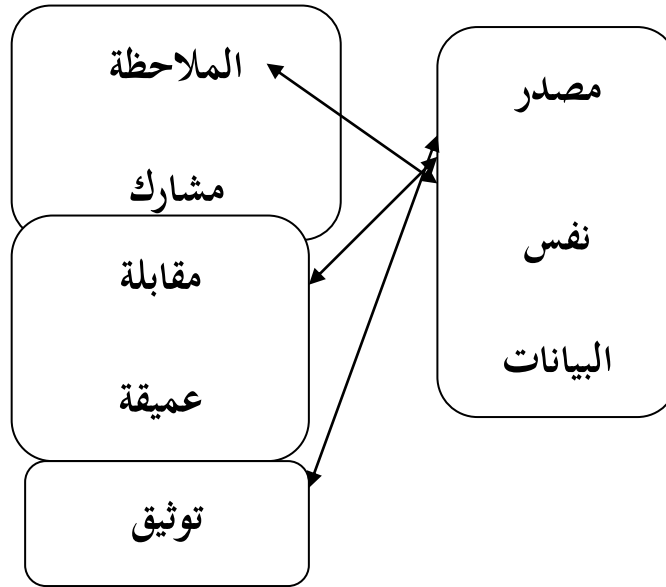 الملاحظة
مشارك
مقابلة
عميقة
توثيق
مصدر
نفس
البيانات